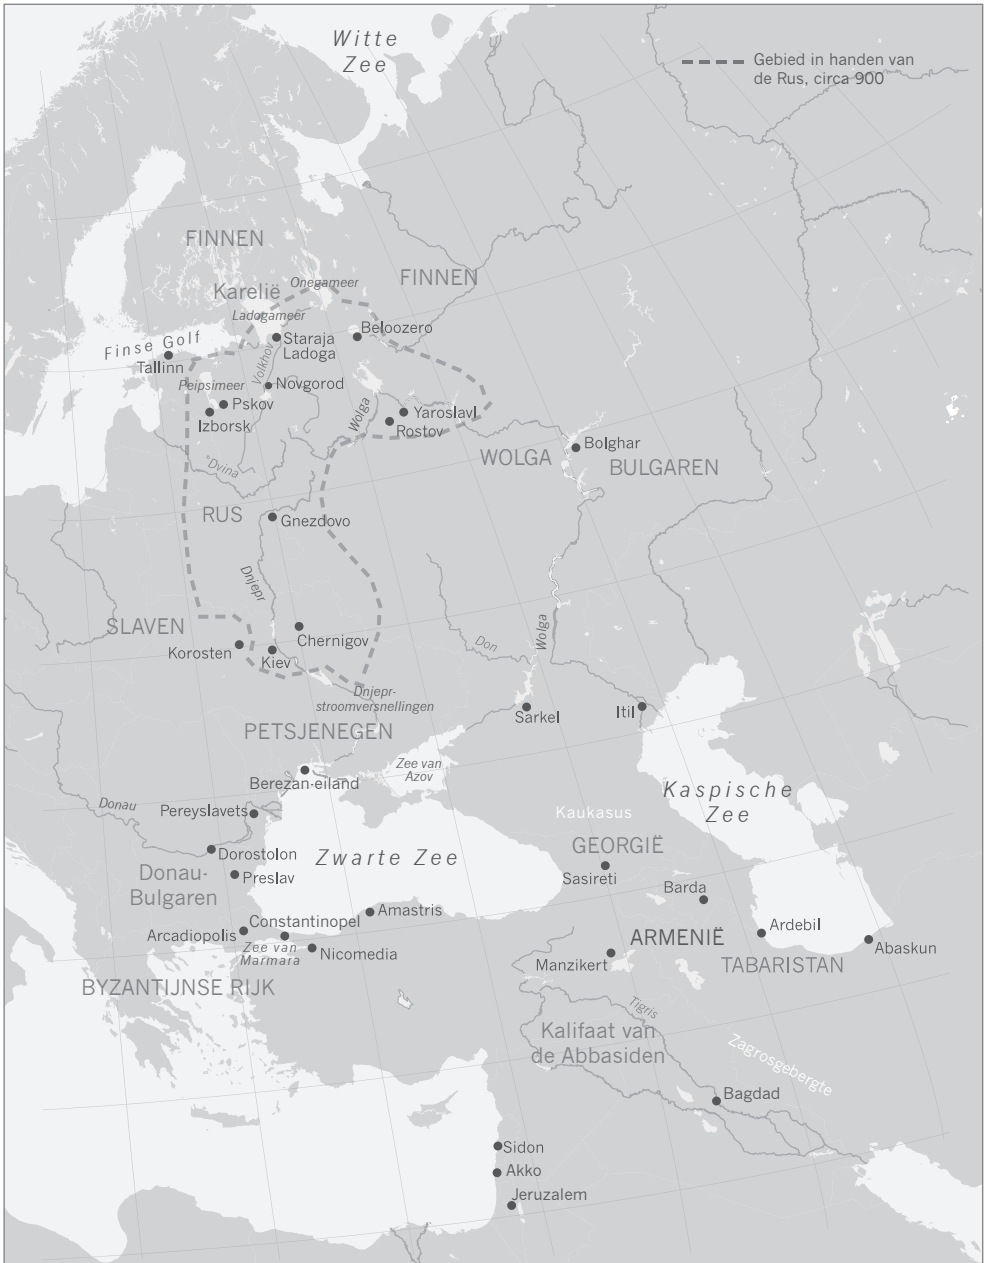 Witte
Zee
Gebied in handen van
de Rus, circa 900
FINNEN
FINNEN
Onegameer
Karelië
Ladogameer
Beloozero
Finse Golf
Staraja
Ladoga
Tallinn
Volkhov
Peipsimeer
Novgorod
Pskov
Izborsk
Wolga
Yaroslavl
Rostov
Bolghar
WOLGA
BULGAREN
Dvina
RUS
Gnezdovo
Dnjepr
SLAVEN
Chernigov
Korosten
Kiev
Don
Wolga
Dnjepr-
stroomversnellingen
Sarkel
Itil
PETSJENEGEN
Zee van
Azov
Berezan-eiland
Kaspische
Zee
Donau
Pereyslavets
Kaukasus
GEORGIË
Dorostolon
Zwarte Zee
Sasireti
Donau-
Bulgaren
Preslav
Barda
Constantinopel
Amastris
Arcadiopolis
Ardebil
ARMENIË
Abaskun
Zee van
Marmara
Nicomedia
Manzikert
TABARISTAN
BYZANTIJNSE RIJK
Tigris
Kalifaat van
de Abbasiden
Zagrosgebergte
Bagdad
Sidon
Akko
Jeruzalem